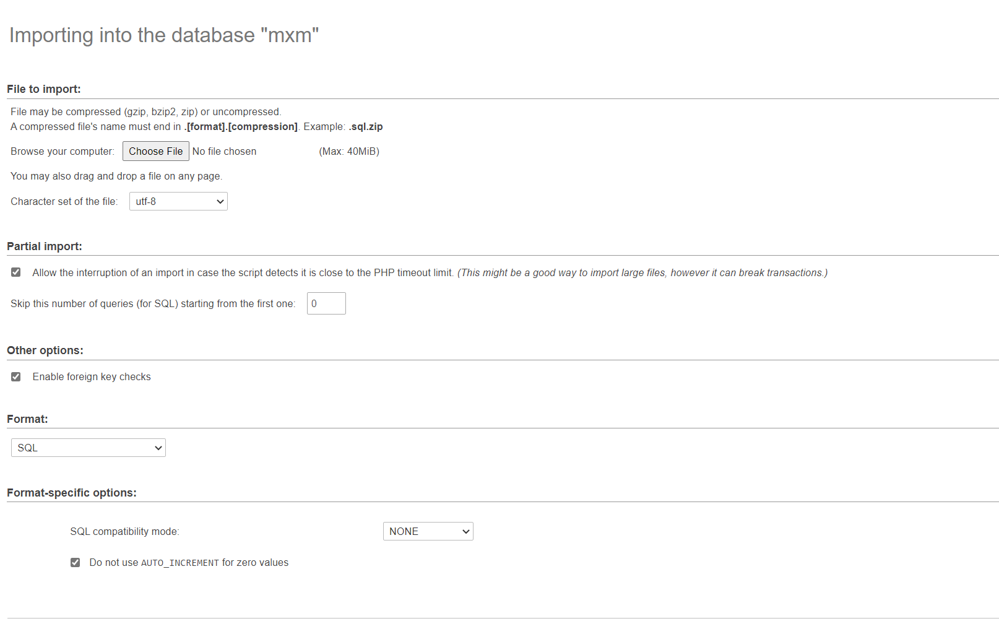 Importing into the database "mxm"
File to import:
File may be compressed (gzip, bzip2, zip) or uncompressed.
A compressed file's name must end in .[format].[compression]. Example: .sql.zip
Browse your computer: Choose File No file chosen (Max: 40MiB)
You may also drag and drop a file on any page.
Character set of the file: utf-8
Partial import:
Allow the interruption of an import in case the script detects it is close to the PHP timeout limit. (This might be a good way to import large files, however it can break transactions.)
Skip this number of queries (for SQL) starting from the first one: 0
Other options:
Enable foreign key checks
Format:
SQL
Format-specific options:
SQL compatibility mode: NONE
Do not use AUTO_INCREMENT for zero values